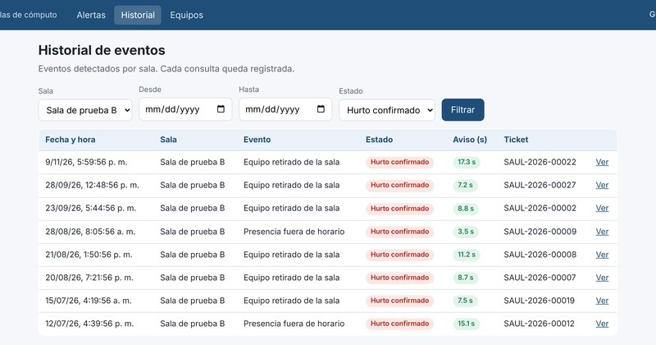 las de cómputo Alertas Historial Equipos G
Historial de eventos
Eventos detectados por sala. Cada consulta queda registrada.
Sala Desde Hasta Estado
Sala de prueba B mm/dd/yyyy mm/dd/yyyy Hurto confirmado Filtrar
Fecha y hora Sala Evento Estado Aviso (s) Ticket
9/11/26, 5:59:56 p. m. Sala de prueba B Equipo retirado de la sala Hurto confirmado 17.3 s SAUL-2026-00022 Ver
28/09/26, 12:48:56 p. m. Sala de prueba B Equipo retirado de la sala Hurto confirmado 7.2 s SAUL-2026-00027 Ver
23/09/26, 5:44:56 p. m. Sala de prueba B Equipo retirado de la sala Hurto confirmado 8.8 s SAUL-2026-00002 Ver
28/08/26, 8:05:56 a. m. Sala de prueba B Presencia fuera de horario Hurto confirmado 3.5 s SAUL-2026-00009 Ver
21/08/26, 1:50:56 p. m. Sala de prueba B Equipo retirado de la sala Hurto confirmado 11.2 s SAUL-2026-00008 Ver
20/08/26, 7:21:56 p. m. Sala de prueba B Equipo retirado de la sala Hurto confirmado 8.7 s SAUL-2026-00007 Ver
15/07/26, 4:19:56 a. m. Sala de prueba B Equipo retirado de la sala Hurto confirmado 7.5 s SAUL-2026-00019 Ver
12/07/26, 4:39:56 p. m. Sala de prueba B Presencia fuera de horario Hurto confirmado 15.1 s SAUL-2026-00012 Ver